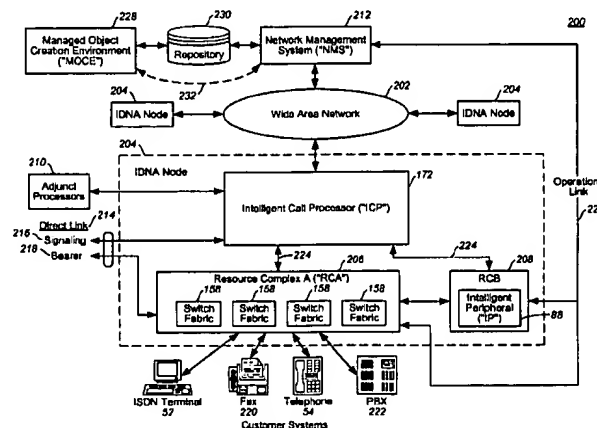 200
228
Managed Object
Creation Environment
("MOCE")
230
Repository
212
Network Management
System ("NMS")
232
202
204
IDNA Node
Wide Area Network
204
IDNA Node
204
IDNA Node
210
Adjunct
Processors
172
Intelligent Call Processor ("ICP")
Operation
Link
Direct Link 214
216 Signaling
218 Bearer
224
224
206
Resource Complex A ("RCA")
158
Switch
Fabric
158
Switch
Fabric
158
Switch
Fabric
158
Switch
Fabric
RCB 208
Intelligent
Peripheral
("IP")
88
ISDN Terminal
52
Fax
220
Telephone
54
PBX
222
Customer Systems